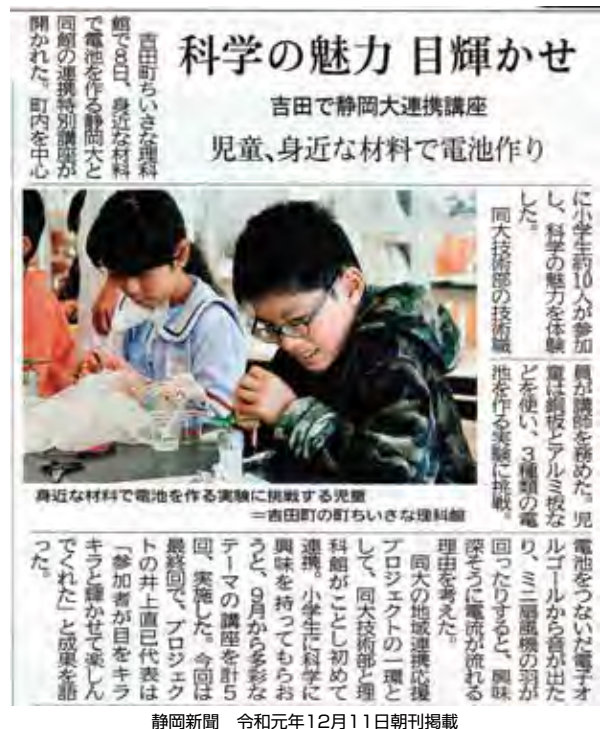 科学の魅力 目輝かせ
吉田で静岡大連携講座
児童、身近な材料で電池作り
吉田町ちいさな理科
館で8日、身近な材料
で電池を作る静岡大と
同館の連携特別講座が
開かれた。町内を中心
に小学生約10人が参加
し、科学の魅力を体験
した。
同大技術部の技術職
員が講師を務めた。児
童は銅板とアルミ板な
どを使い、3種類の電
池を作る実験に挑戦。
身近な材料で電池を作る実験に挑戦する児童
=吉田町の町ちいさな理科館
電池をつないだ電子オ
ルゴールから音が出た
り、ミニ扇風機の羽が
回ったりすると、興味
深そうに電流が流れる
理由を考えた。
同大の地域連携応援
プロジェクトの一環と
して、同大技術部と理
科館がことし初めて
連携。小学生に科学に
興味を持ってもらお
うと、9月から多彩な
テーマの講座を計5
回、実施した。今回は
最終回で、プロジェク
トの井上直已代表は
「参加者が目をキラ
キラと輝かせて楽しん
でくれた」と成果を語
った。
静岡新聞 令和元年12月11日朝刊掲載